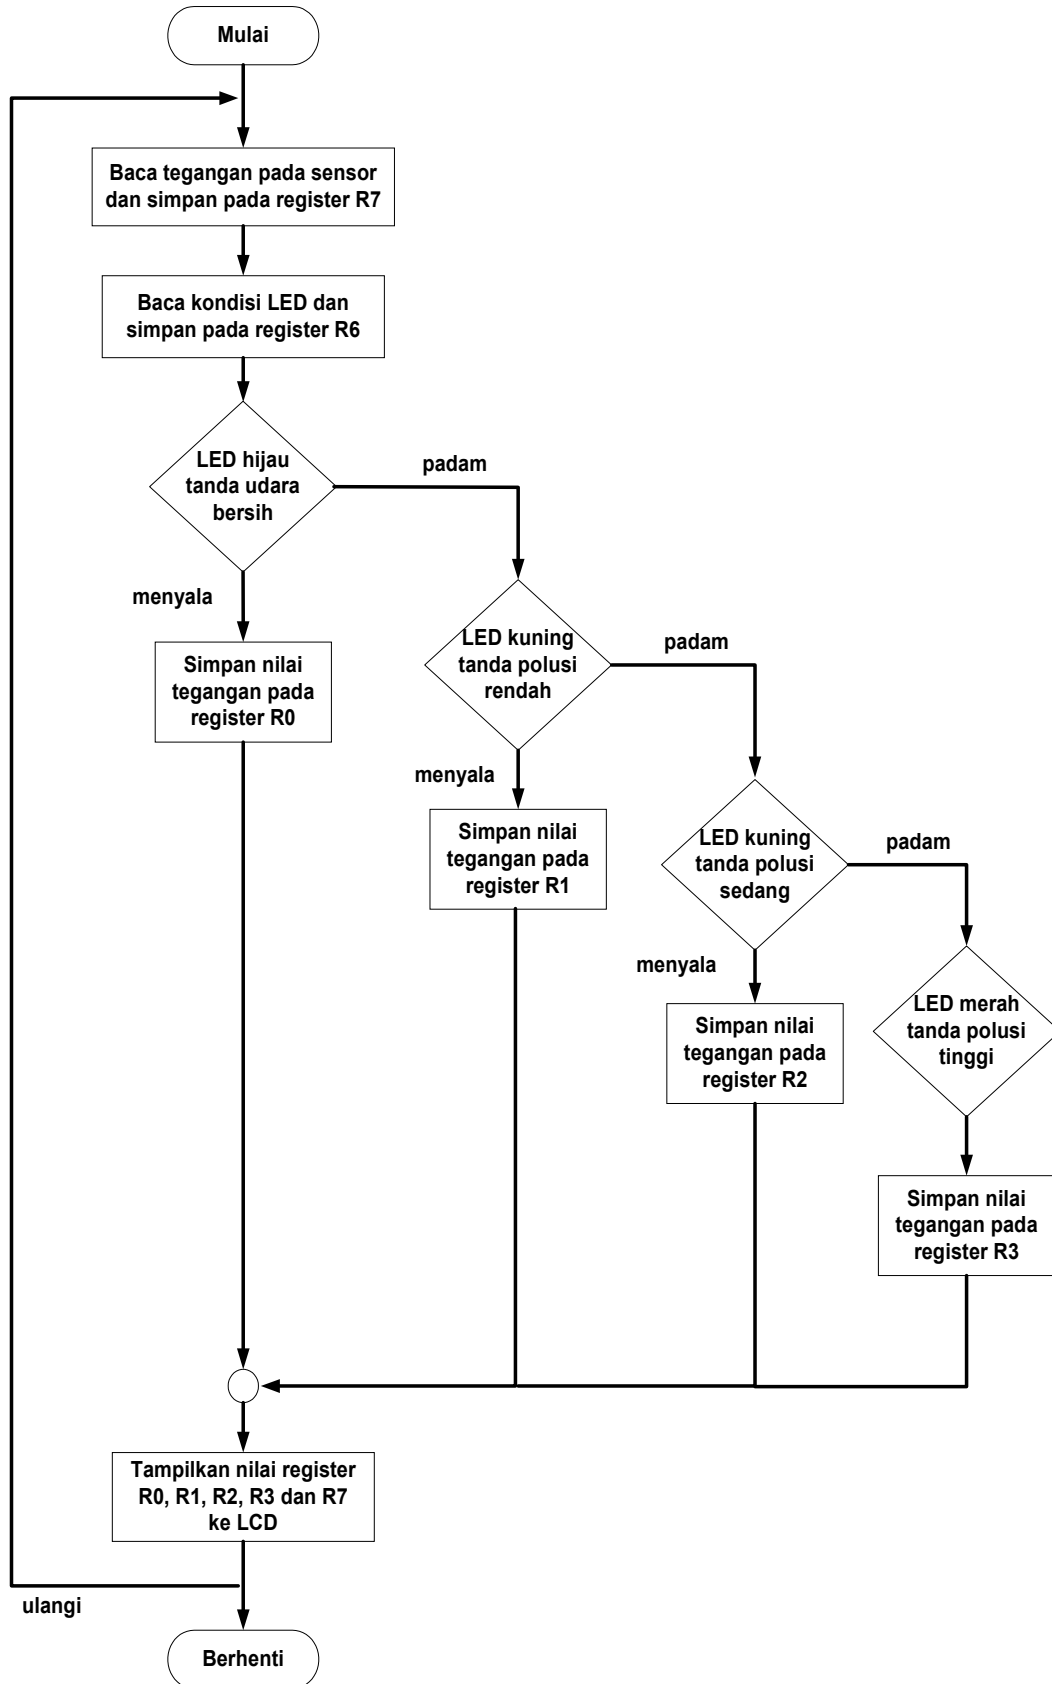 Mulai
Baca tegangan pada sensor
dan simpan pada register R7
Baca kondisi LED dan
simpan pada register R6
LED hijau
tanda udara
bersih
padam
menyala
Simpan nilai
tegangan pada
register R0
LED kuning
tanda polusi
rendah
padam
menyala
Simpan nilai
tegangan pada
register R1
LED kuning
tanda polusi
sedang
padam
menyala
Simpan nilai
tegangan pada
register R2
LED merah
tanda polusi
tinggi
Simpan nilai
tegangan pada
register R3
Tampilkan nilai register
R0, R1, R2, R3 dan R7
ke LCD
ulangi
Berhenti